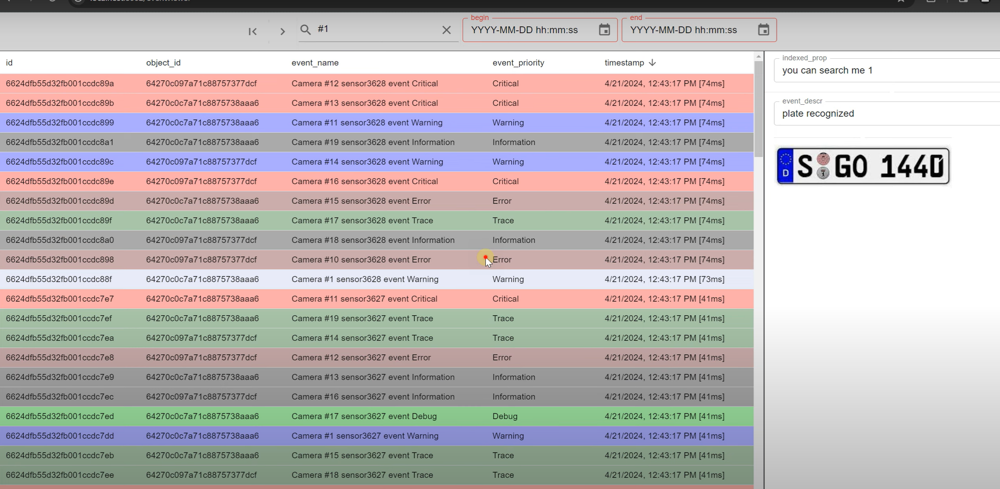 #1
begin
YYYY-MM-DD hh:mm:ss
end
YYYY-MM-DD hh:mm:ss
id object_id event_name event_priority timestamp
6624dfb55d32fb001ccdc89a 64270c097a71c88757377dcf Camera #12 sensor3628 event Critical Critical 4/21/2024, 12:43:17 PM [74ms]
6624dfb55d32fb001ccdc89b 64270c0c7a71c8875738aaa6 Camera #13 sensor3628 event Critical Critical 4/21/2024, 12:43:17 PM [74ms]
6624dfb55d32fb001ccdc899 64270c0c7a71c8875738aaa6 Camera #11 sensor3628 event Warning Warning 4/21/2024, 12:43:17 PM [74ms]
6624dfb55d32fb001ccdc8a1 64270c0c7a71c8875738aaa6 Camera #19 sensor3628 event Information Information 4/21/2024, 12:43:17 PM [74ms]
6624dfb55d32fb001ccdc89c 64270c097a71c88757377dcf Camera #14 sensor3628 event Warning Warning 4/21/2024, 12:43:17 PM [74ms]
6624dfb55d32fb001ccdc89e 64270c097a71c88757377dcf Camera #16 sensor3628 event Critical Critical 4/21/2024, 12:43:17 PM [74ms]
6624dfb55d32fb001ccdc89d 64270c0c7a71c8875738aaa6 Camera #15 sensor3628 event Error Error 4/21/2024, 12:43:17 PM [74ms]
6624dfb55d32fb001ccdc89f 64270c0c7a71c8875738aaa6 Camera #17 sensor3628 event Trace Trace 4/21/2024, 12:43:17 PM [74ms]
6624dfb55d32fb001ccdc8a0 64270c097a71c88757377dcf Camera #18 sensor3628 event Information Information 4/21/2024, 12:43:17 PM [74ms]
6624dfb55d32fb001ccdc898 64270c097a71c88757377dcf Camera #10 sensor3628 event Error Error 4/21/2024, 12:43:17 PM [74ms]
6624dfb55d32fb001ccdc88f 64270c0c7a71c8875738aaa6 Camera #1 sensor3628 event Warning Warning 4/21/2024, 12:43:17 PM [73ms]
6624dfb55d32fb001ccdc7e7 64270c0c7a71c8875738aaa6 Camera #11 sensor3627 event Critical Critical 4/21/2024, 12:43:17 PM [41ms]
6624dfb55d32fb001ccdc7ef 64270c0c7a71c8875738aaa6 Camera #19 sensor3627 event Trace Trace 4/21/2024, 12:43:17 PM [41ms]
6624dfb55d32fb001ccdc7ea 64270c097a71c88757377dcf Camera #14 sensor3627 event Trace Trace 4/21/2024, 12:43:17 PM [41ms]
6624dfb55d32fb001ccdc7e8 64270c097a71c88757377dcf Camera #12 sensor3627 event Error Error 4/21/2024, 12:43:17 PM [41ms]
6624dfb55d32fb001ccdc7e9 64270c0c7a71c8875738aaa6 Camera #13 sensor3627 event Information Information 4/21/2024, 12:43:17 PM [41ms]
6624dfb55d32fb001ccdc7ec 64270c097a71c88757377dcf Camera #16 sensor3627 event Information Information 4/21/2024, 12:43:17 PM [41ms]
6624dfb55d32fb001ccdc7ed 64270c0c7a71c8875738aaa6 Camera #17 sensor3627 event Debug Debug 4/21/2024, 12:43:17 PM [41ms]
6624dfb55d32fb001ccdc7dd 64270c0c7a71c8875738aaa6 Camera #1 sensor3627 event Warning Warning 4/21/2024, 12:43:17 PM [41ms]
6624dfb55d32fb001ccdc7eb 64270c0c7a71c8875738aaa6 Camera #15 sensor3627 event Trace Trace 4/21/2024, 12:43:17 PM [41ms]
6624dfb55d32fb001ccdc7ee 64270c097a71c88757377dcf Camera #18 sensor3627 event Trace Trace 4/21/2024, 12:43:17 PM [41ms]
indexed_prop
you can search me 1
event_descr
plate recognized
D S GO 1440